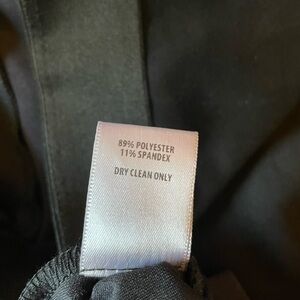 89% POLYESTER
11% SPANDEX
DRY CLEAN ONLY